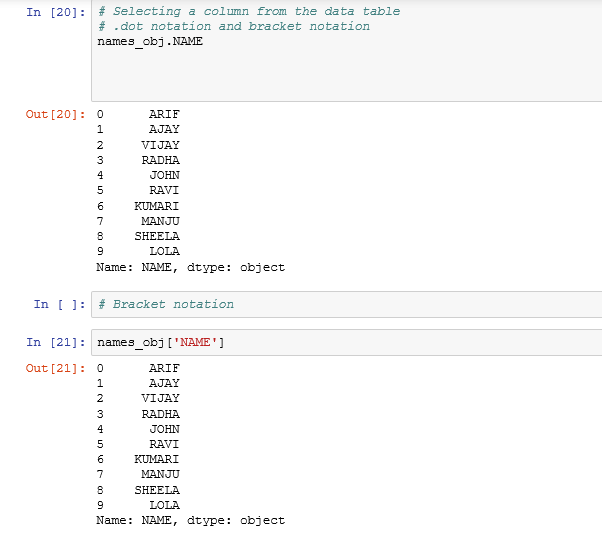 In [20]: # Selecting a column from the data table
# .dot notation and bracket notation
names_obj.NAME
Out[20]: 0 ARIF
1 AJAY
2 VIJAY
3 RADHA
4 JOHN
5 RAVI
6 KUMARI
7 MANJU
8 SHEELA
9 LOLA
Name: NAME, dtype: object
In [ ]: # Bracket notation
In [21]: names_obj['NAME']
Out[21]: 0 ARIF
1 AJAY
2 VIJAY
3 RADHA
4 JOHN
5 RAVI
6 KUMARI
7 MANJU
8 SHEELA
9 LOLA
Name: NAME, dtype: object